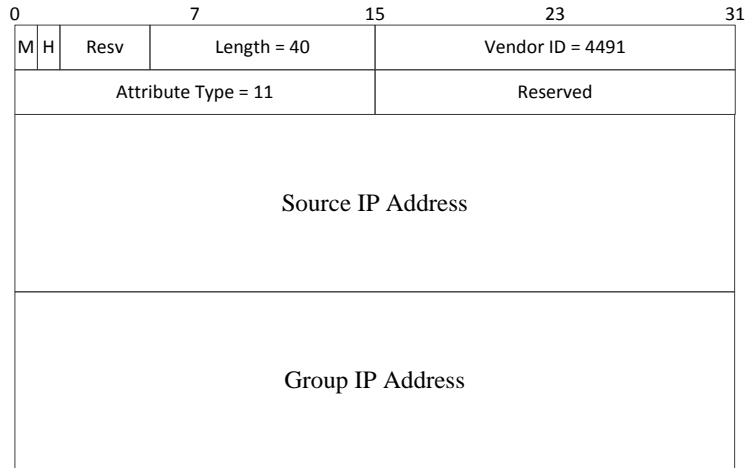 0 7 15 23 31
M H Resv Length = 40 Vendor ID = 4491
Attribute Type = 11 Reserved
Source IP Address
Group IP Address